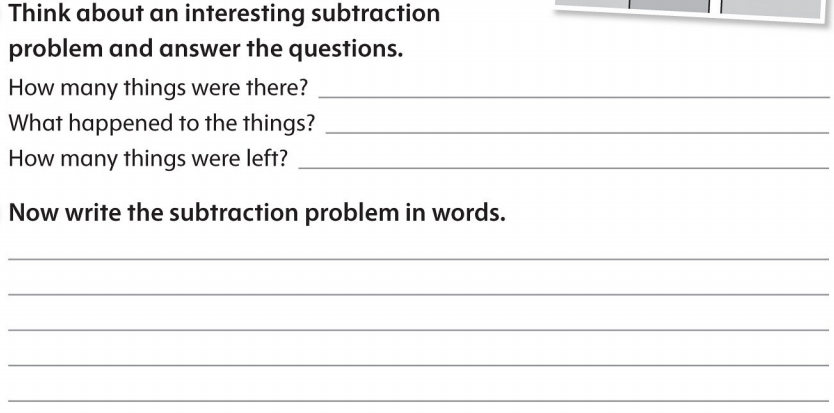 Think about an interesting subtraction
problem and answer the questions.
How many things were there?
What happened to the things?
How many things were left?
Now write the subtraction problem in words.